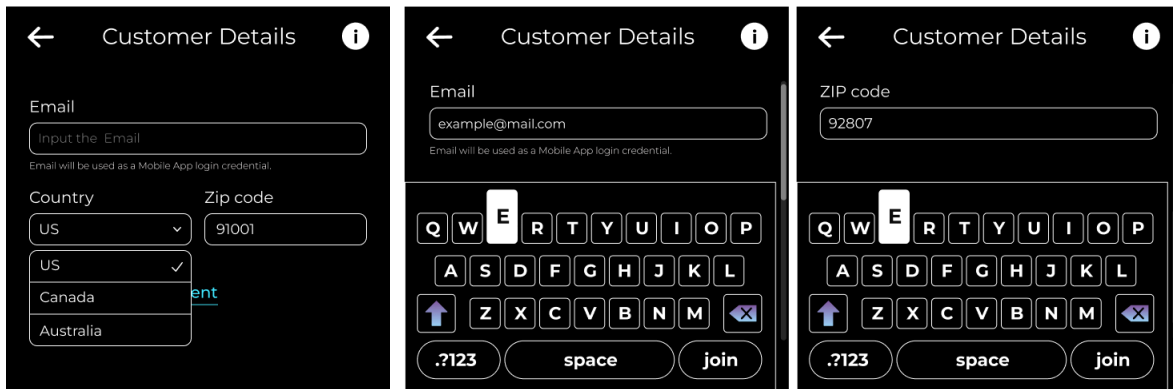 Customer Details
i
Email
Input the Email
Email will be used as a Mobile App login credential.
Country
Zip code
US
91001
US
Canada
ent
Australia
Customer Details
i
Email
example@mail.com
Email will be used as a Mobile App login credential.
Q W E R T Y U I O P
A S D F G H J K L
Z X C V B N M X
.?123 space join
Customer Details
i
ZIP code
92807
Q W E R T Y U I O P
A S D F G H J K L
Z X C V B N M X
.?123 space join